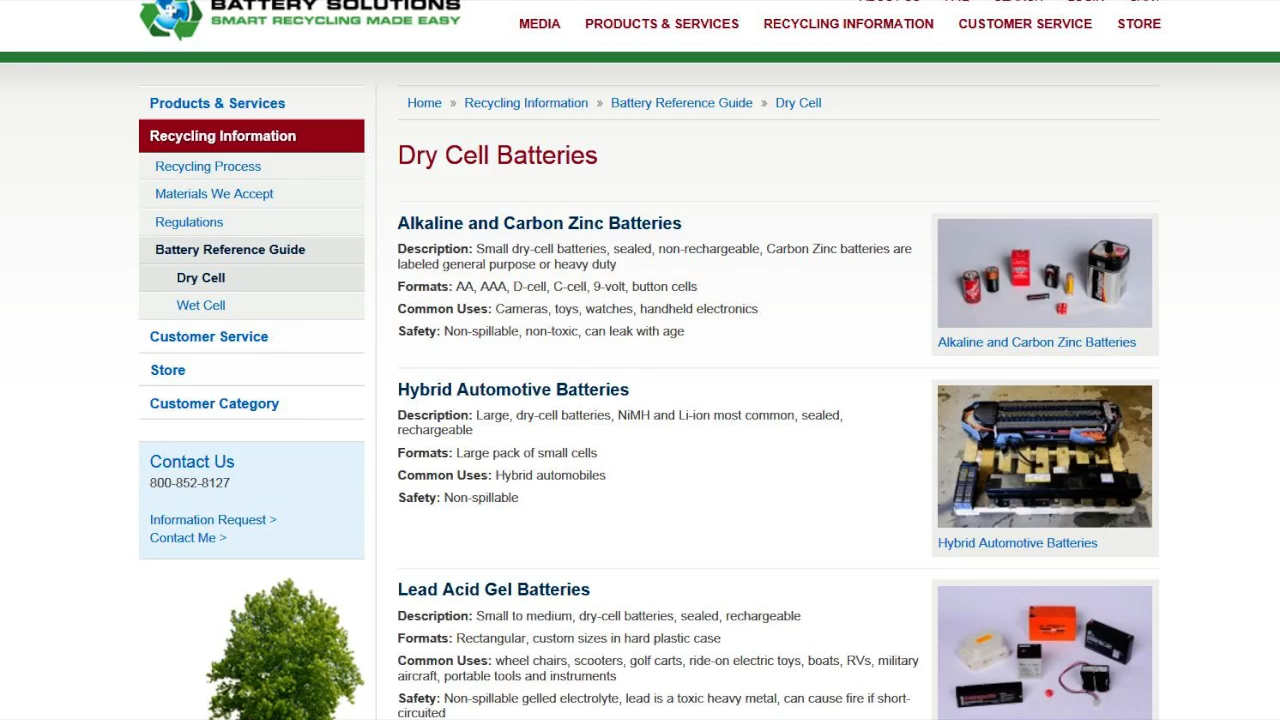 BATTERY SOLUTIONS
SMART RECYCLING MADE EASY
MEDIA PRODUCTS & SERVICES RECYCLING INFORMATION CUSTOMER SERVICE STORE
Products & Services
Recycling Information
Recycling Process
Materials We Accept
Regulations
Battery Reference Guide
Dry Cell
Wet Cell
Customer Service
Store
Customer Category
Contact Us
800-852-8127
Information Request >
Contact Me >
Home » Recycling Information » Battery Reference Guide » Dry Cell
Dry Cell Batteries
Alkaline and Carbon Zinc Batteries
Description: Small dry-cell batteries, sealed, non-rechargeable, Carbon Zinc batteries are
labeled general purpose or heavy duty
Formats: AA, AAA, D-cell, C-cell, 9-volt, button cells
Common Uses: Cameras, toys, watches, handheld electronics
Safety: Non-spillable, non-toxic, can leak with age
Alkaline and Carbon Zinc Batteries
Hybrid Automotive Batteries
Description: Large, dry-cell batteries, NiMH and Li-ion most common, sealed,
rechargeable
Formats: Large pack of small cells
Common Uses: Hybrid automobiles
Safety: Non-spillable
Hybrid Automotive Batteries
Lead Acid Gel Batteries
Description: Small to medium, dry-cell batteries, sealed, rechargeable
Formats: Rectangular, custom sizes in hard plastic case
Common Uses: wheel chairs, scooters, golf carts, ride-on electric toys, boats, RVs, military
aircraft, portable tools and instruments
Safety: Non-spillable gelled electrolyte, lead is a toxic heavy metal, can cause fire if short-
circuited